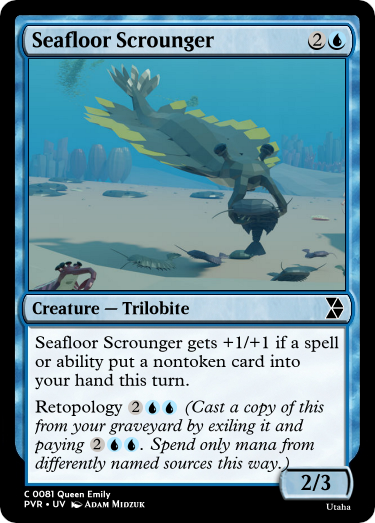 Seafloor Scrounger 2
Creature — Trilobite
Seafloor Scrounger gets +1/+1 if a spell
or ability put a nontoken card into
your hand this turn.
Retopology 2 (Cast a copy of this
from your graveyard by exiling it and
paying 2. Spend only mana from
differently named sources this way.)
2/3
C 0081 Queen Emily
PVR • UV Adam Midzuk
Utaha